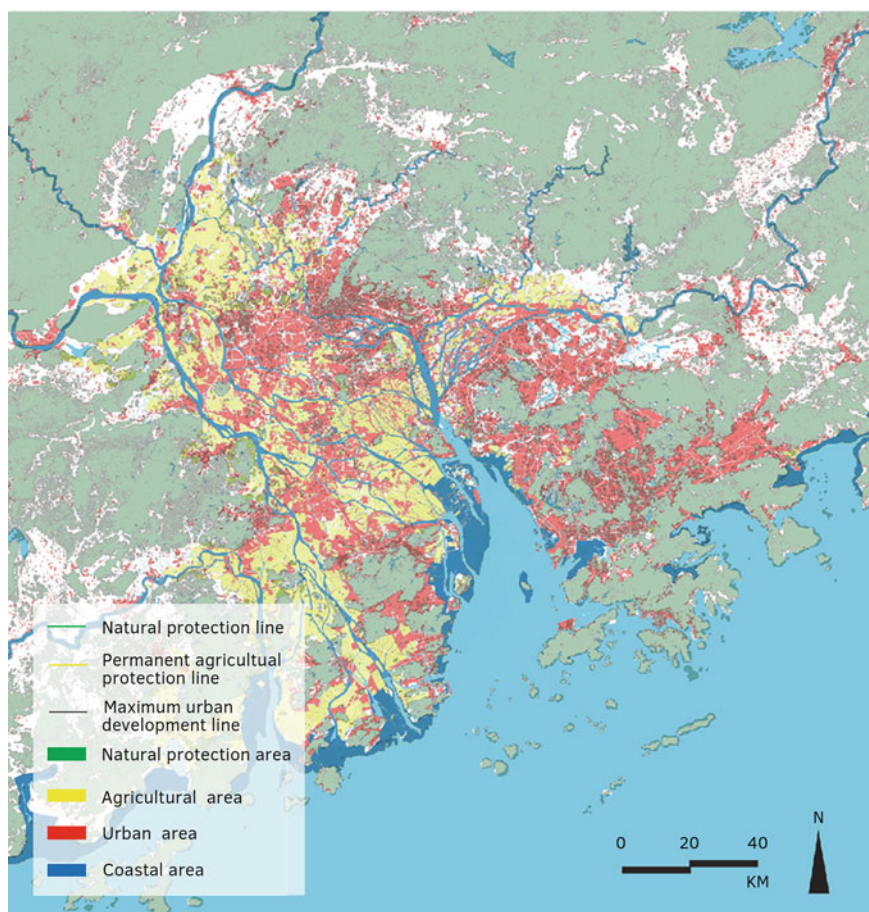 Natural protection line
Permanent agricultual
protection line
Maximum urban
development line
Natural protection area
Agricultural area
Urban area
Coastal area
N
0 20 40
KM